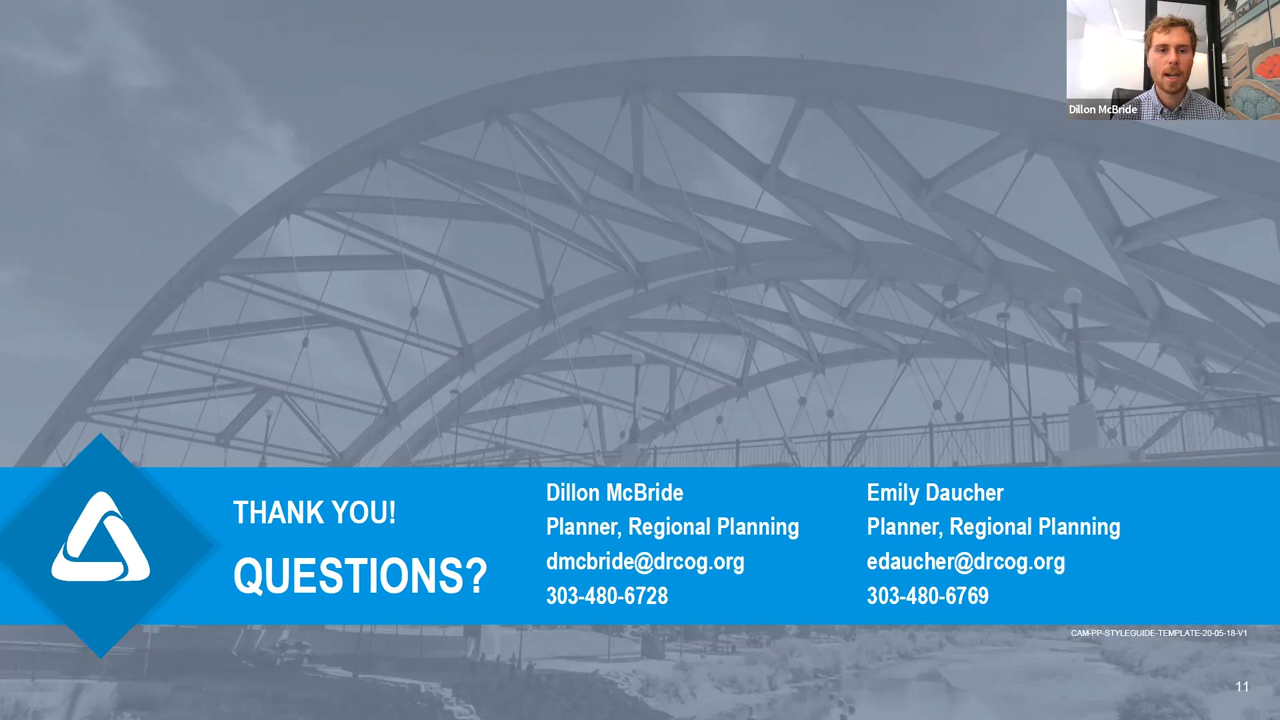 Dillon McBride
THANK YOU!
QUESTIONS?
Dillon McBride
Planner, Regional Planning
dmcbride@drcog.org
303-480-6728
Emily Daucher
Planner, Regional Planning
edaucher@drcog.org
303-480-6769
CAM-PP-STYLEGUIDE-TEMPLATE-20-05-18-V1
11